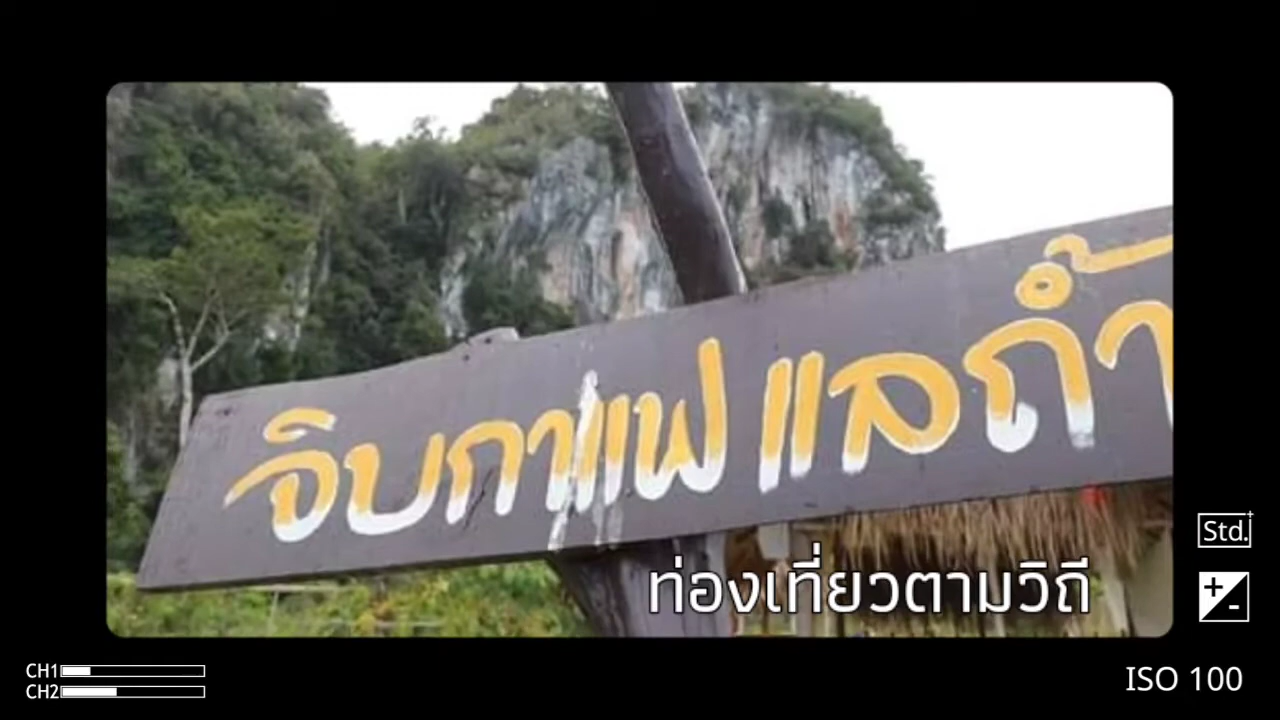 จิบกาแฟ แลถ้ำ
ท่องเที่ยวตามวิถี
Std.
+
-
CH1
CH2
ISO 100